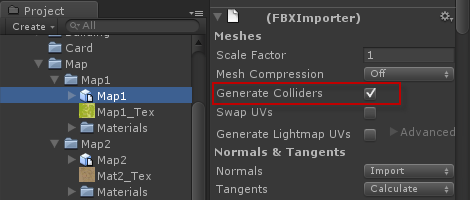 Project
Create
All
Building
Card
Map
Map1
Map1
Map1_Tex
Materials
Map2
Map2
Mat2_Tex
Materials
(FBXImporter)
Meshes
Scale Factor 1
Mesh Compression Off
Generate Colliders
Swap UVs
Generate Lightmap UVs Advanced
Normals & Tangents
Normals Import
Tangents Calculate